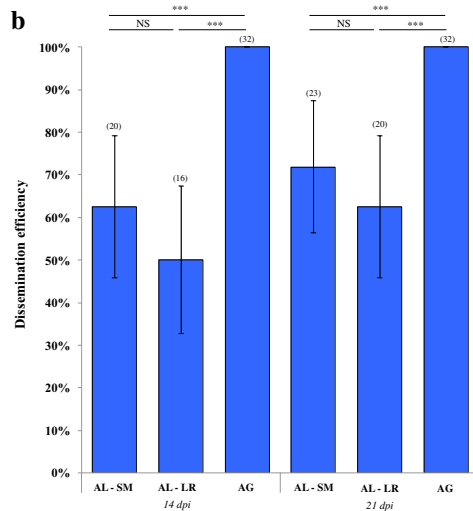 b
*** ***
NS *** NS ***
(20) (16) (32) (23) (20) (32)
Dissemination efficiency
100%
90%
80%
70%
60%
50%
40%
30%
20%
10%
0%
AL - SM AL - LR AG AL - SM AL - LR AG
14 dpi 21 dpi